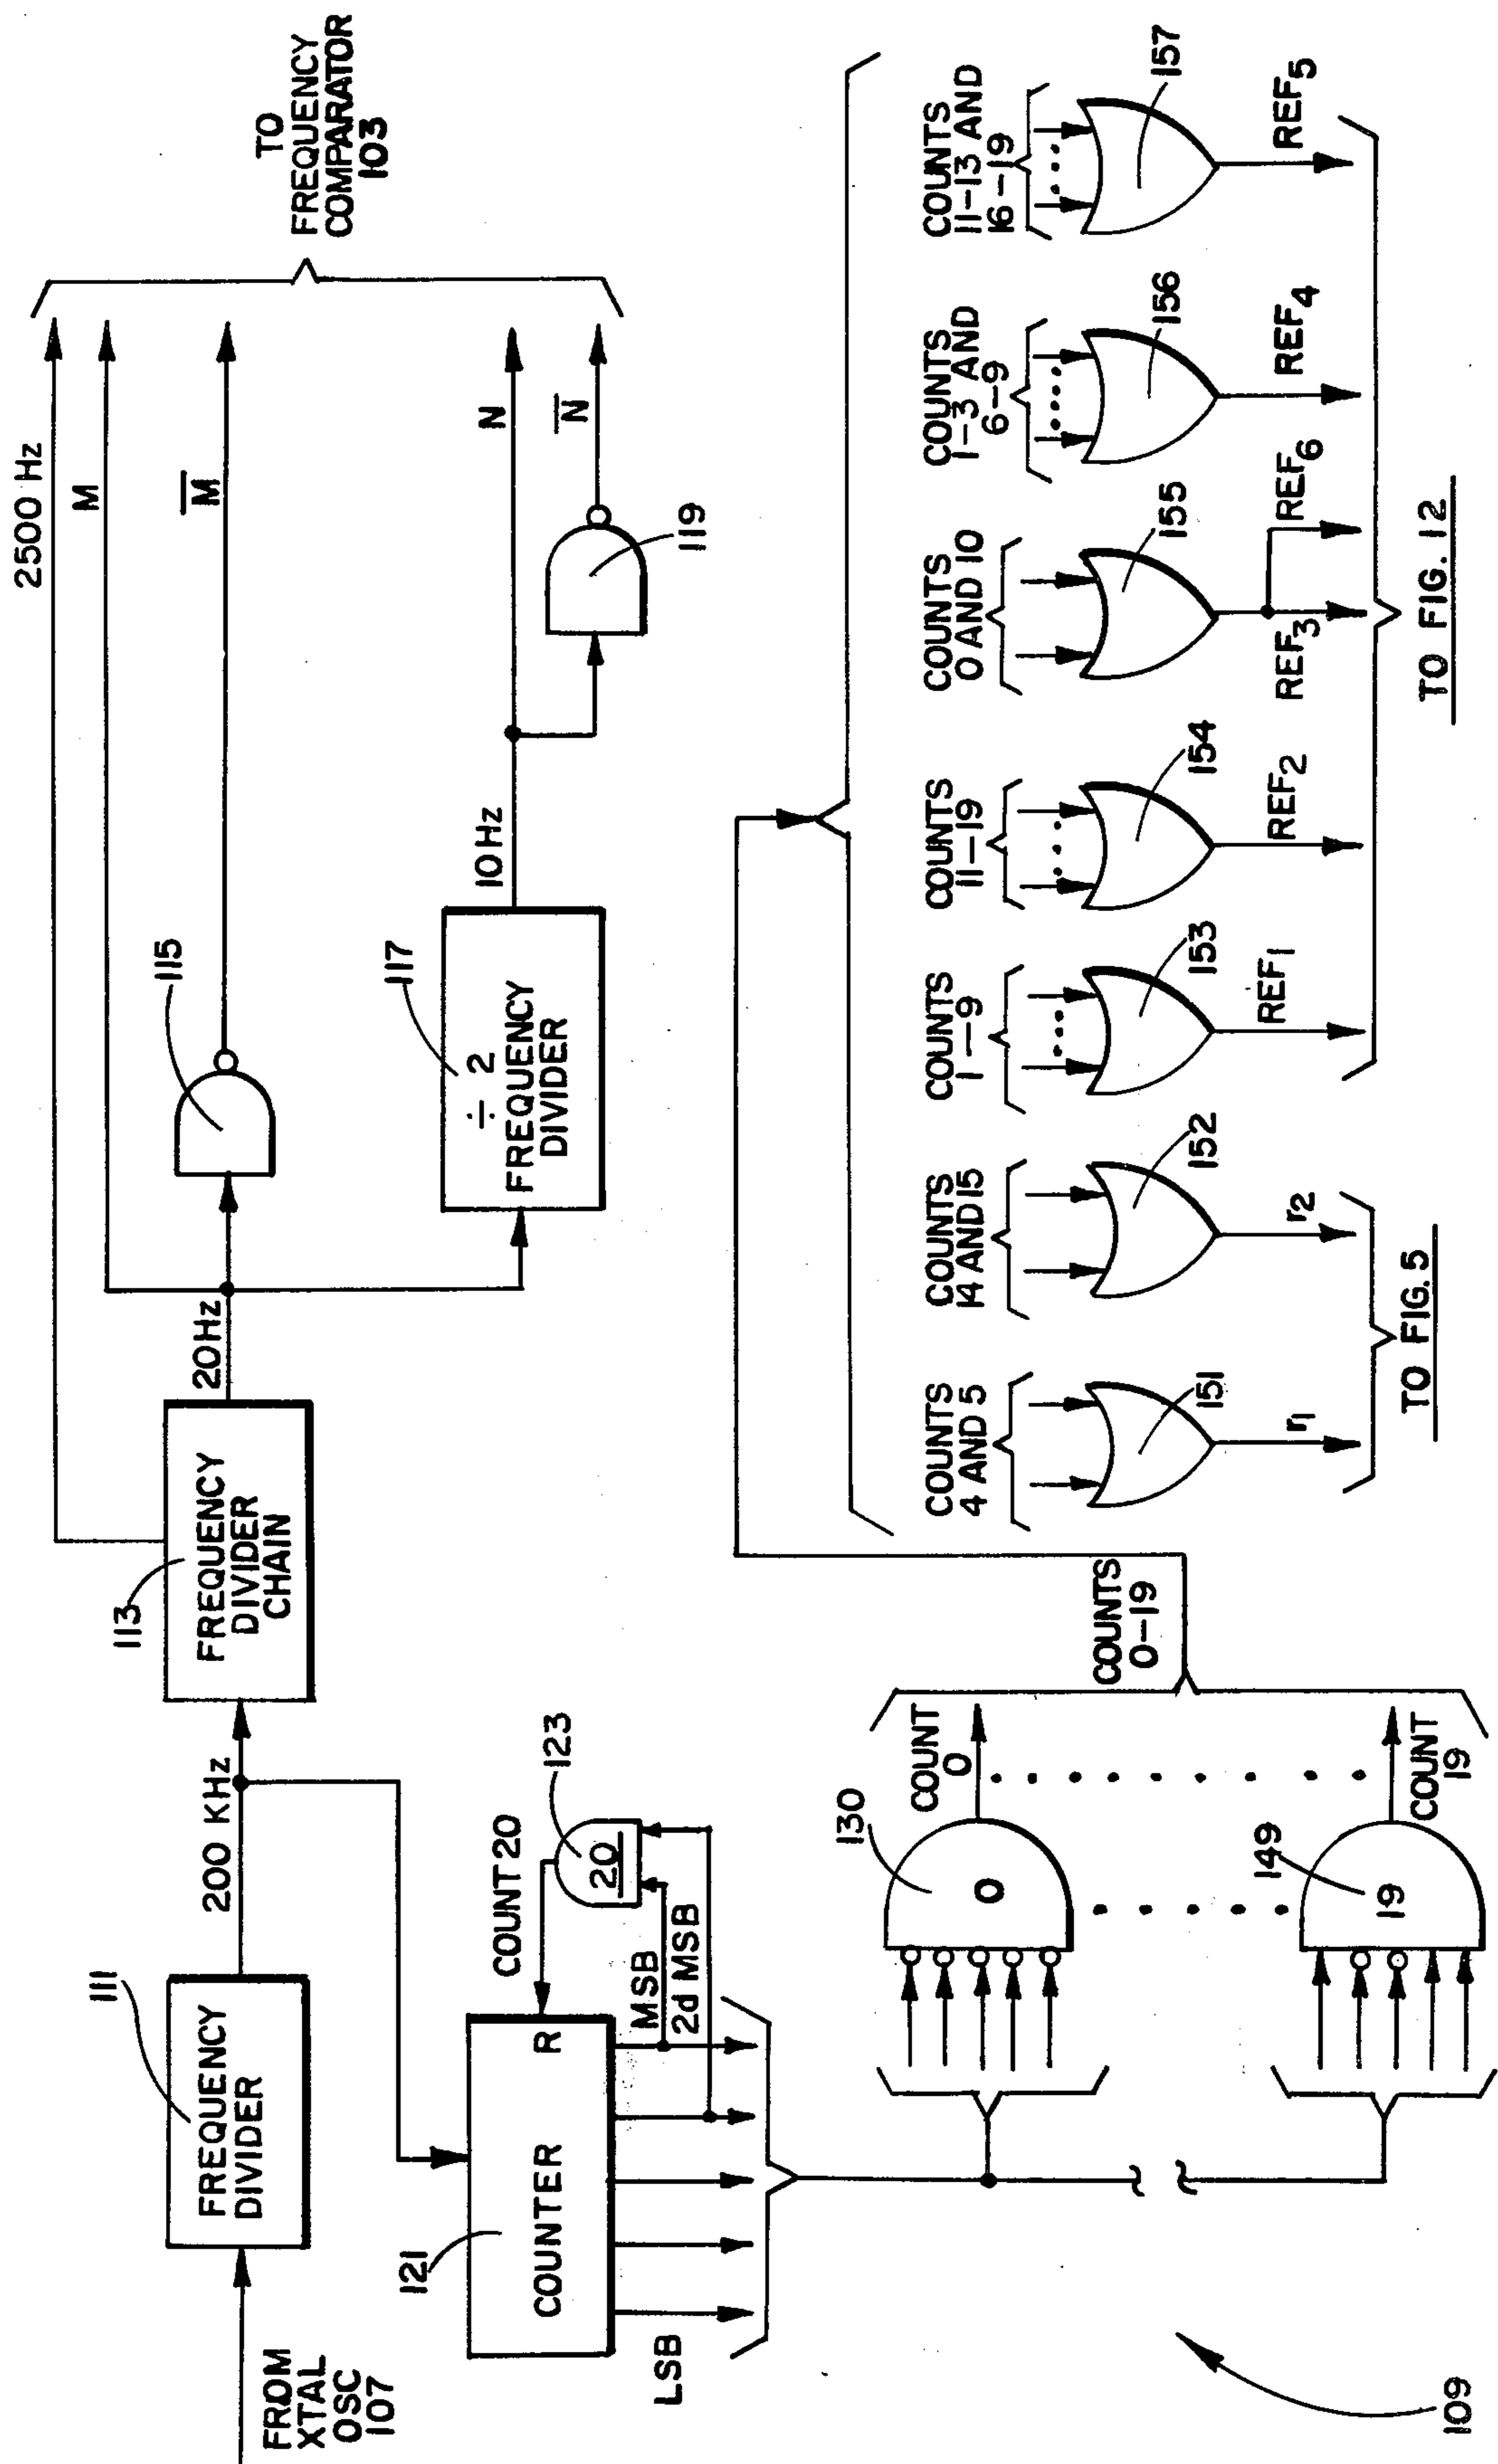 FROM
XTAL
OSC
107
FREQUENCY
DIVIDER
111
200 KHz
FREQUENCY
DIVIDER
CHAIN
113
20Hz
2500 Hz
M
M̅
115
÷ 2
FREQUENCY
DIVIDER
117
10Hz
N
N̅
119
TO
FREQUENCY
COMPARATOR
103
COUNTER
R
121
LSB
MSB
2d MSB
COUNT 20
20
123
0
130
COUNT
0
19
149
COUNT
19
COUNTS
0-19
COUNTS
4 AND 5
151
r1
COUNTS
14 AND 15
152
r2
TO FIG. 5
COUNTS
1-9
153
REF1
COUNTS
11-19
154
REF2
COUNTS
0 AND 10
155
REF3
REF6
COUNTS
1-3 AND
6-9
156
REF4
COUNTS
11-13 AND
16-19
157
REF5
TO FIG. 12
109